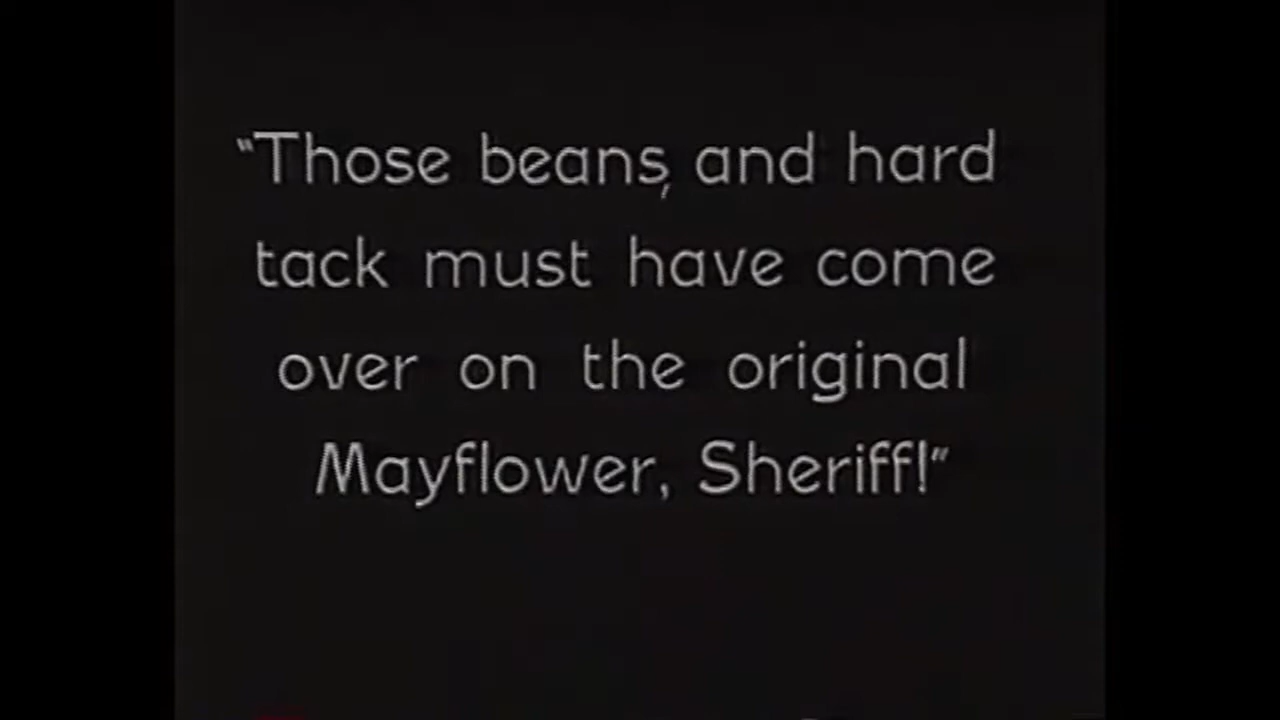 “Those beans, and hard
tack must have come
over on the original
Mayflower, Sheriff!”